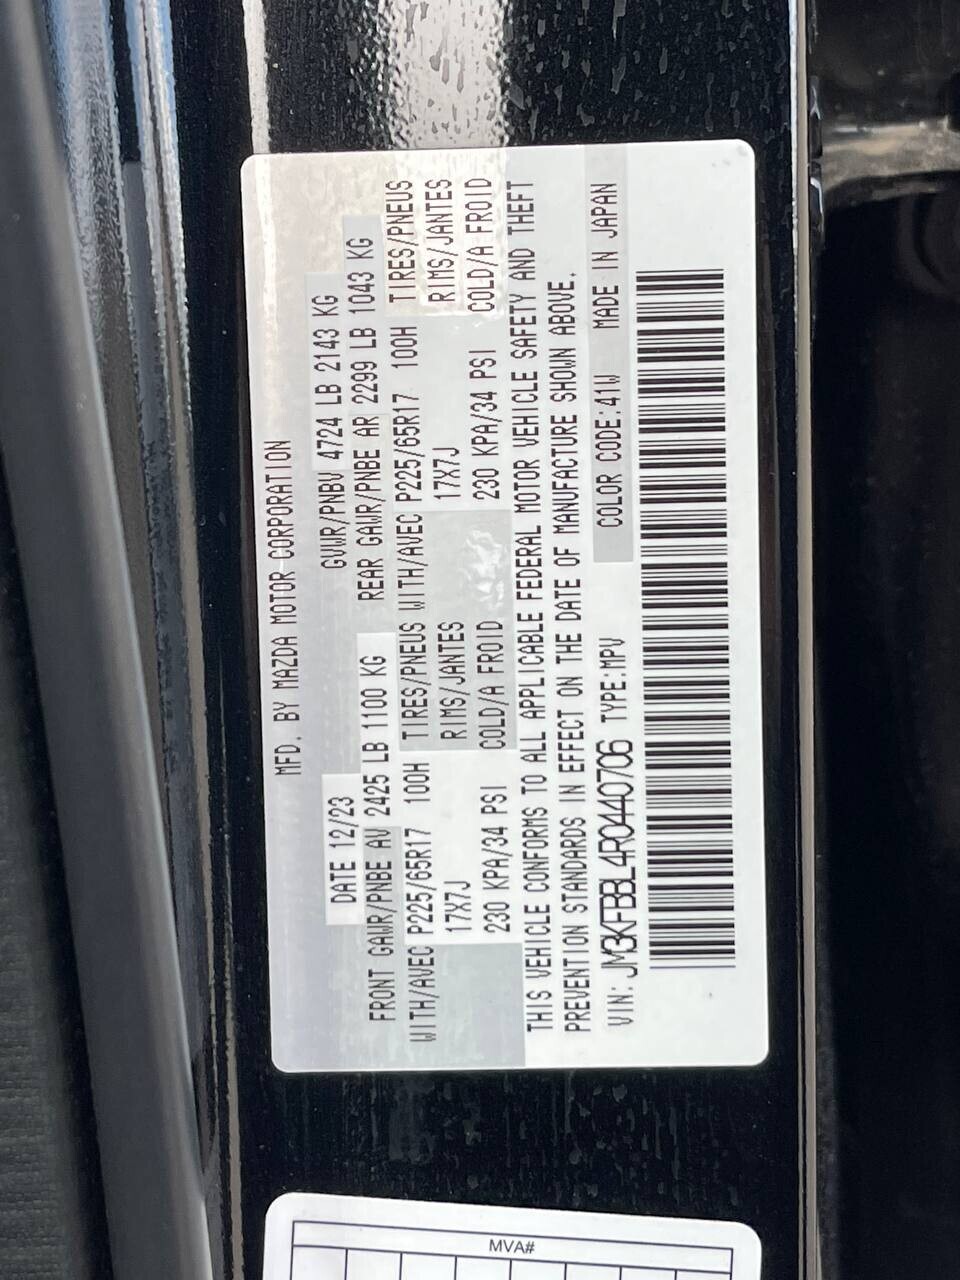 MFD. BY MAZDA MOTOR CORPORATION
DATE 12/23 GVWR/PNBV 4724 LB 2143 KG
FRONT GAWR/PNBE AV 2425 LB 1100 KG REAR GAWR/PNBE AR 2299 LB 1043 KG
WITH/AVEC P225/65R17 100H TIRES/PNEUS WITH/AVEC P225/65R17 100H TIRES/PNEUS
17X7J RIMS/JANTES 17X7J RIMS/JANTES
230 KPA/34 PSI COLD/A FROID 230 KPA/34 PSI COLD/A FROID
THIS VEHICLE CONFORMS TO ALL APPLICABLE FEDERAL MOTOR VEHICLE SAFETY AND THEFT
PREVENTION STANDARDS IN EFFECT ON THE DATE OF MANUFACTURE SHOWN ABOVE.
VIN: JM3KFBBL4R0440706 TYPE:MPV COLOR CODE:41W MADE IN JAPAN
MVA#